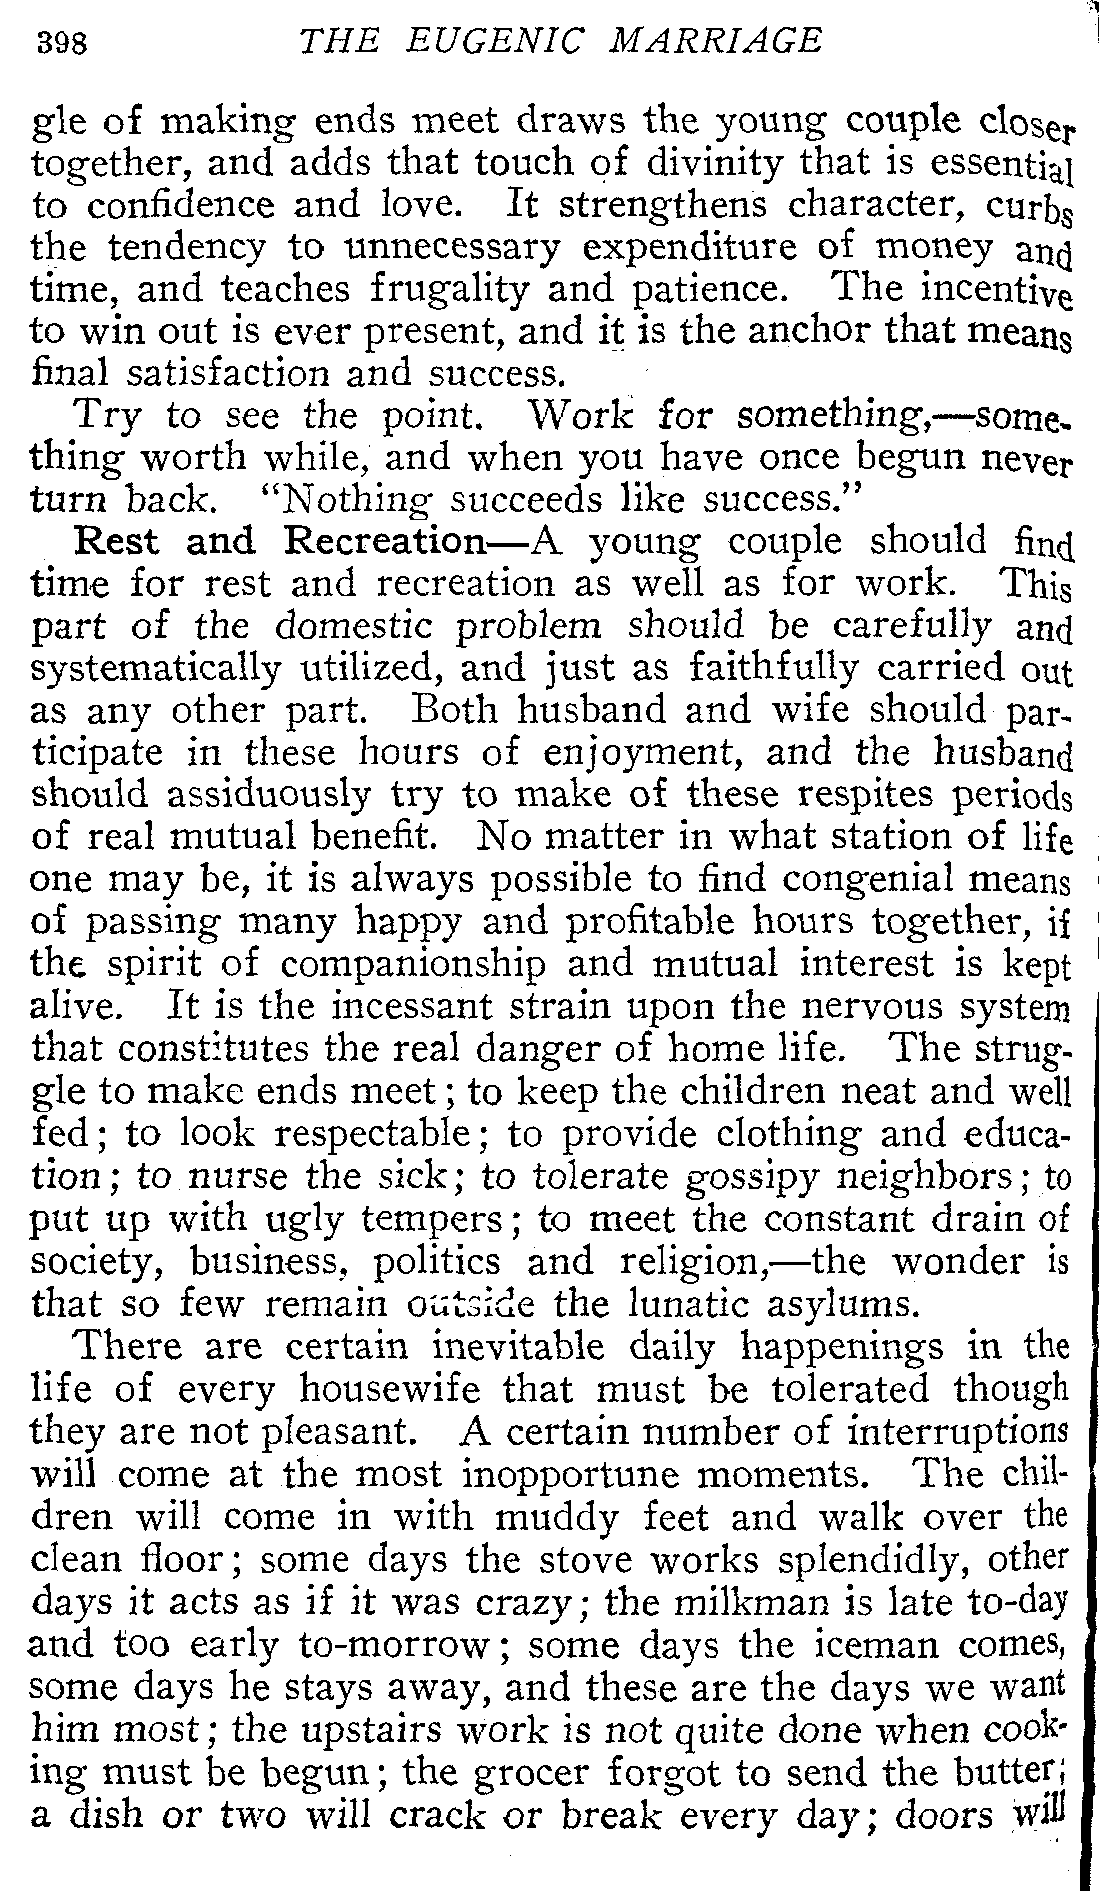 398 THE EUGENIC MARRIAGE
gle of making ends meet draws the young couple closer
together, and adds that touch of divinity that is essential
to confidence and love. It strengthens character, curbs
the tendency to unnecessary expenditure of money and
time, and teaches frugality and patience. The incentive
to win out is ever present, and it is the anchor that means
final satisfaction and success.
Try to see the point. Work for something,—some-
thing worth while, and when you have once begun never
turn back. "Nothing succeeds like success."
Rest and Recreation—A young couple should find
time for rest and recreation as well as for work. This
part of the domestic problem should be carefully and
systematically utilized, and just as faithfully carried out
as any other part. Both husband and wife should par-
ticipate in these hours of enjoyment, and the husband
should assiduously try to make of these respites periods
of real mutual benefit. No matter in what station of life
one may be, it is always possible to find congenial means
of passing many happy and profitable hours together, if
the spirit of companionship and mutual interest is kept
alive. It is the incessant strain upon the nervous system
that constitutes the real danger of home life. The strug-
gle to make ends meet; to keep the children neat and well
fed; to look respectable; to provide clothing and educa-
tion; to nurse the sick; to tolerate gossipy neighbors; to
put up with ugly tempers; to meet the constant drain of
society, business, politics and religion,—the wonder is
that so few remain outside the lunatic asylums.
There are certain inevitable daily happenings in the
life of every housewife that must be tolerated though
they are not pleasant. A certain number of interruptions
will come at the most inopportune moments. The chil-
dren will come in with muddy feet and walk over the
clean floor; some days the stove works splendidly, other
days it acts as if it was crazy; the milkman is late to-day
and too early to-morrow; some days the iceman comes,
some days he stays away, and these are the days we want
him most; the upstairs work is not quite done when cook-
ing must be begun; the grocer forgot to send the butter;
a dish or two will crack or break every day; doors will